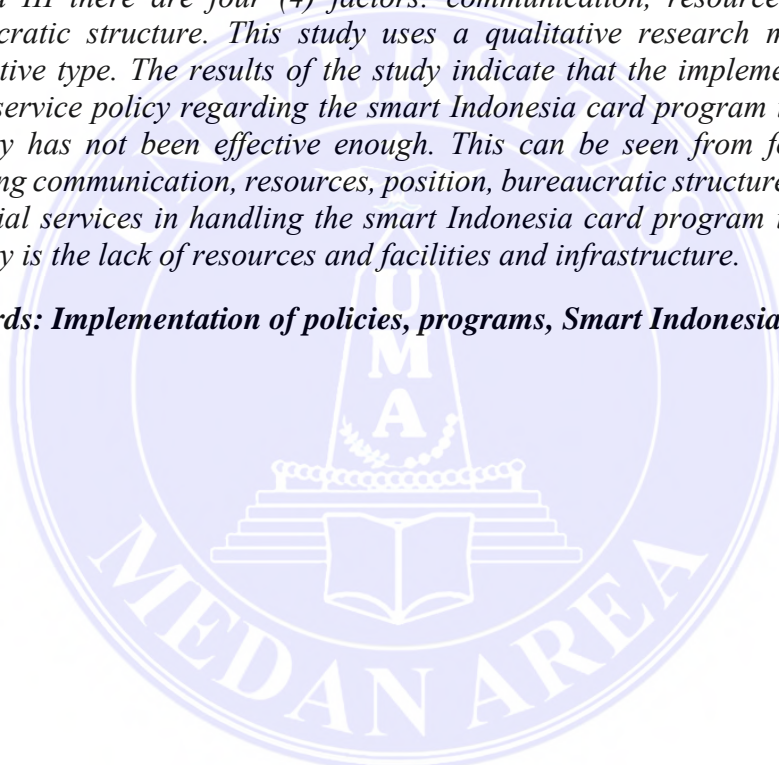 III there are four (4) factors: communication, resource
cratic structure. This study uses a qualitative research m
tive type. The results of the study indicate that the impleme
service policy regarding the smart Indonesia card program
y has not been effective enough. This can be seen from f
ng communication, resources, position, bureaucratic structure
ial services in handling the smart Indonesia card program
y is the lack of resources and facilities and infrastructure.
rds: Implementation of policies, programs, Smart Indonesia
UNIVERSITAS
UMA
MEDAN AREA